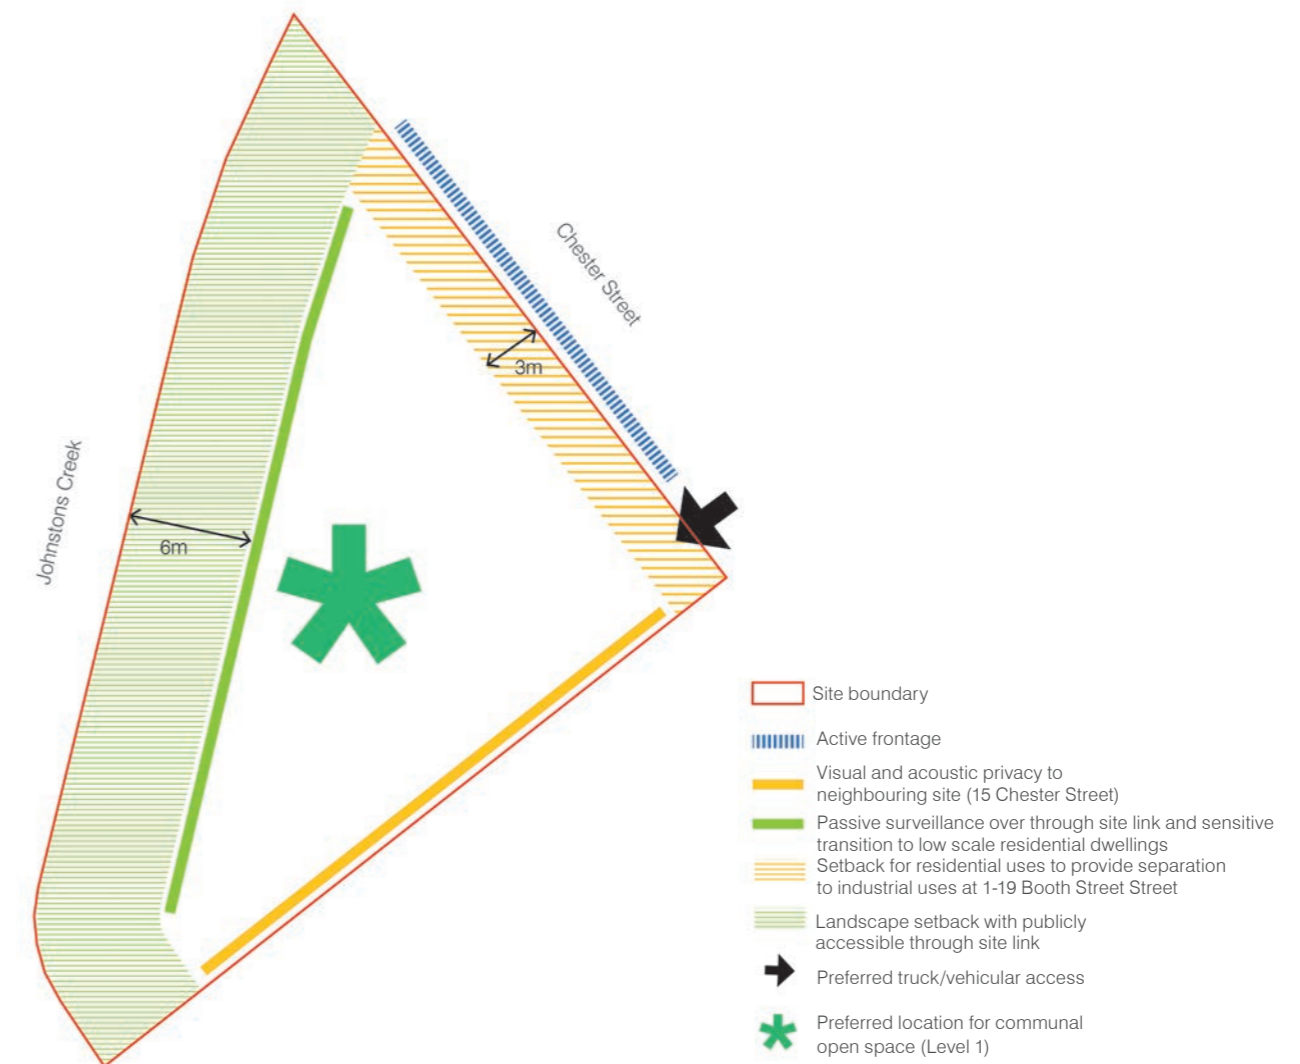 Chester Street
3m
Johnstons Creek
6m
Site boundary
Active frontage
Visual and acoustic privacy to
neighbouring site (15 Chester Street)
Passive surveillance over through site link and sensitive
transition to low scale residential dwellings
Setback for residential uses to provide separation
to industrial uses at 1-19 Booth Street Street
Landscape setback with publicly
accessible through site link
Preferred truck/vehicular access
Preferred location for communal
open space (Level 1)